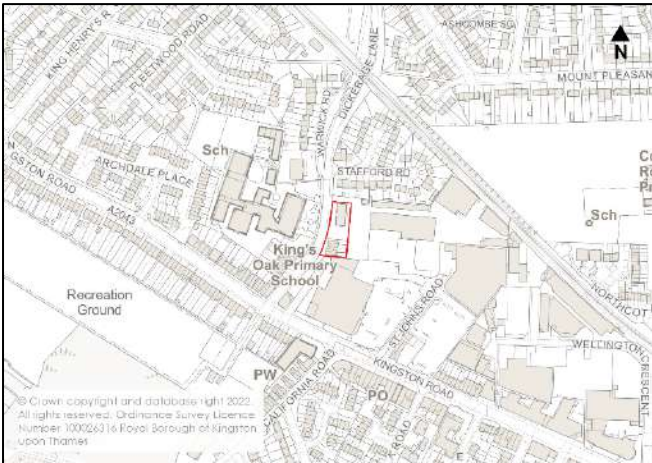 KING HENRY'S R
FLEETWOOD ROAD
ASHCOMBE SQ
N
MOUNT PLEASAN
DICKERAGE LANE
WARWICK RD
Sch
STAFFORD RD
ARCHDALE PLACE
N
GSTON ROAD
A2043
Sch
King's
Oak Primary
School
Recreation
Ground
NORTHCOT
ST JOHNS ROAD
WELLINGTON
CRESCENT
KINGSTON ROAD
PW
CALIFORNIA ROAD
PO
K ROAD
© Crown copyright and database right 2022.
All rights reserved. Ordnance Survey Licence
Number 100026316 Royal Borough of Kingston
upon Thames